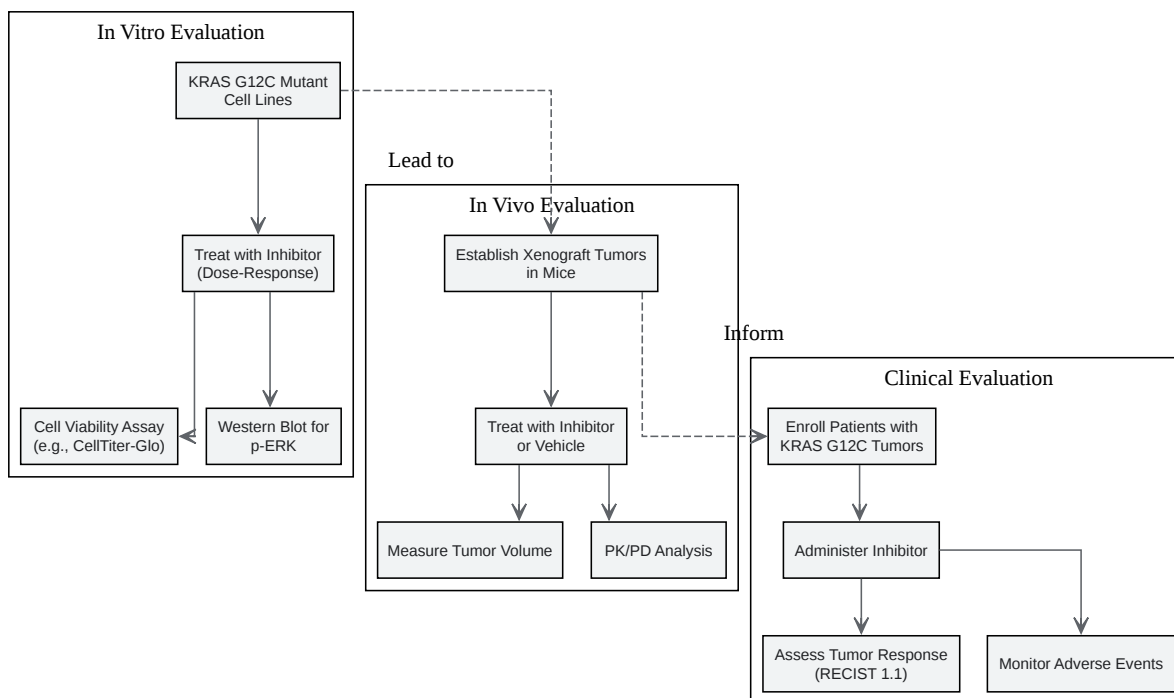 In Vitro Evaluation
KRAS G12C Mutant
Cell Lines
Treat with Inhibitor
(Dose-Response)
Cell Viability Assay
(e.g., CellTiter-Glo)
Western Blot for
p-ERK
Lead to
In Vivo Evaluation
Establish Xenograft Tumors
in Mice
Treat with Inhibitor
or Vehicle
Measure Tumor Volume
PK/PD Analysis
Inform
Clinical Evaluation
Enroll Patients with
KRAS G12C Tumors
Administer Inhibitor
Assess Tumor Response
(RECIST 1.1)
Monitor Adverse Events